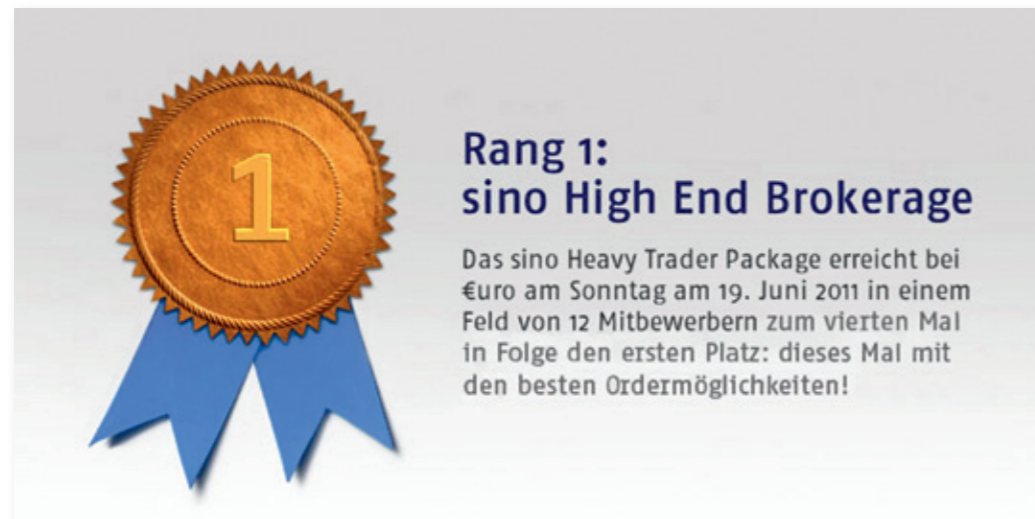 1
Rang 1:
sino High End Brokerage
Das sino Heavy Trader Package erreicht bei
€uro am Sonntag am 19. Juni 2011 in einem
Feld von 12 Mitbewerbern zum vierten Mal
in Folge den ersten Platz: dieses Mal mit
den besten Ordermöglichkeiten!